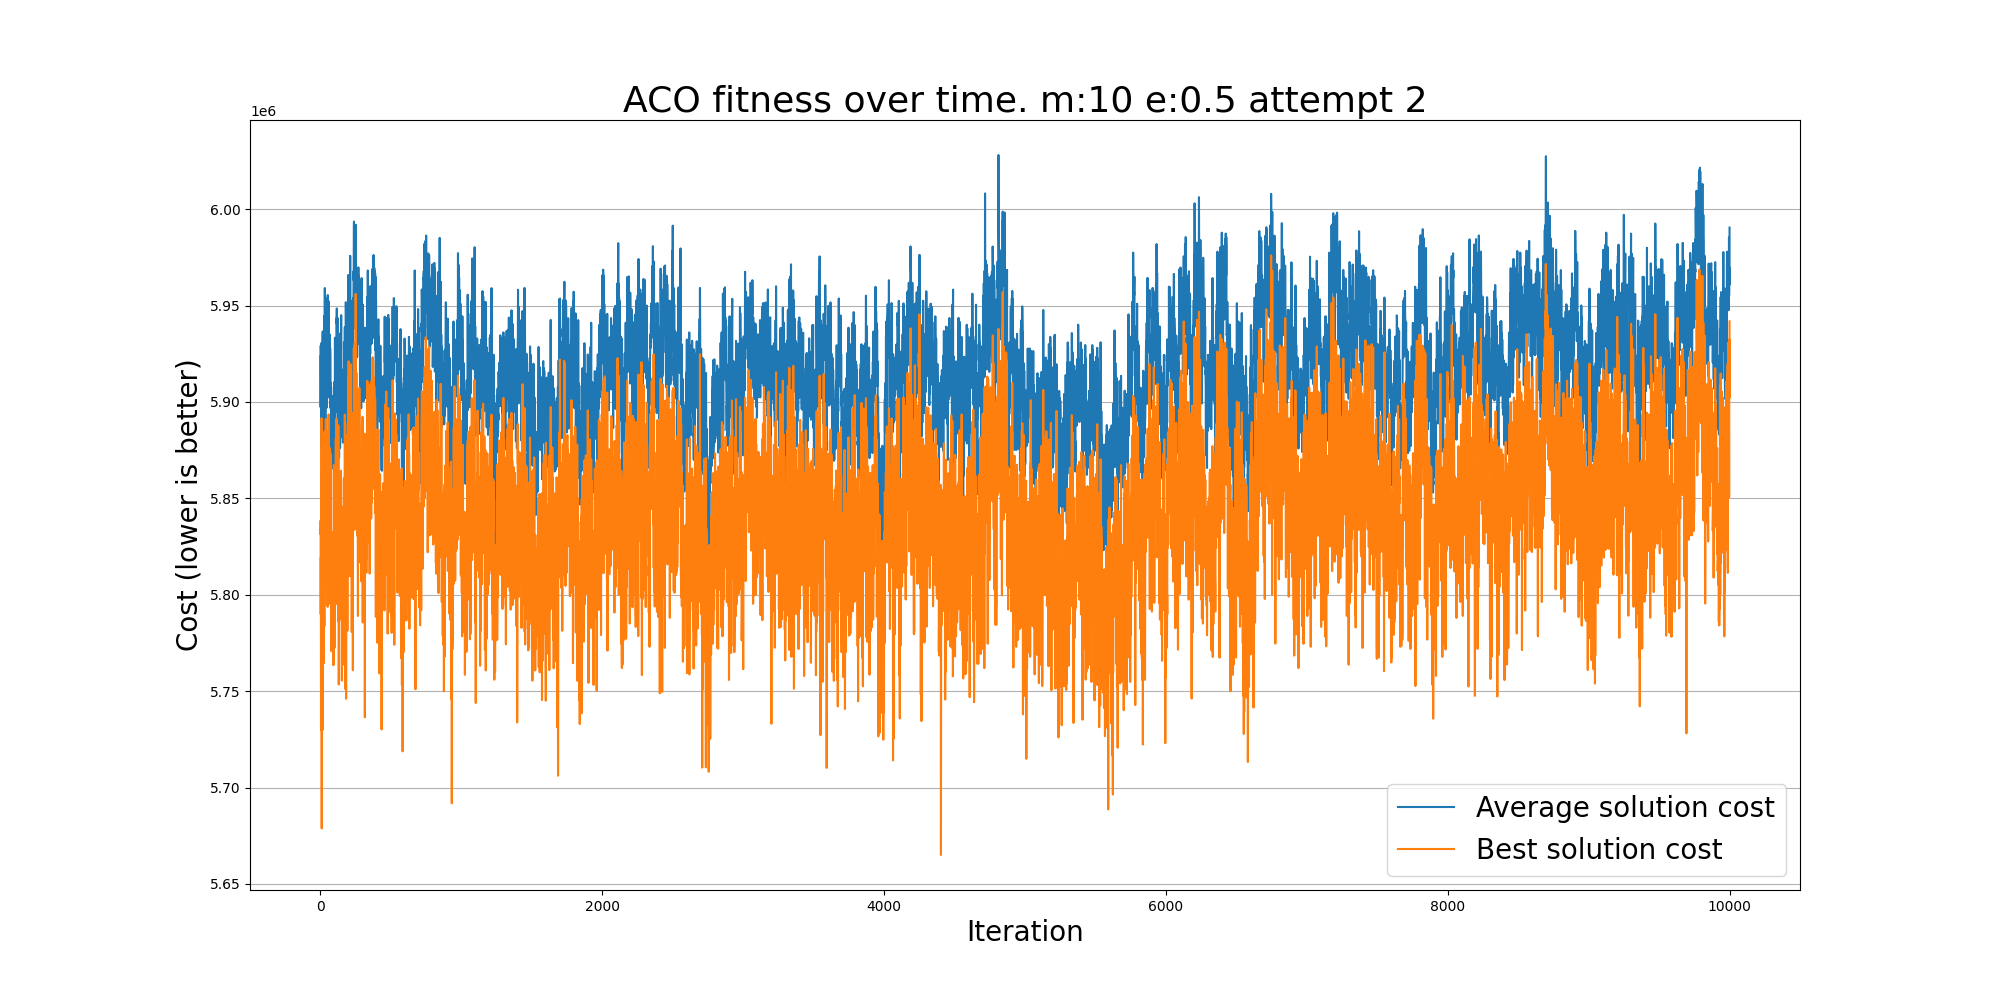 ACO fitness over time. m:10 e:0.5 attempt 2
1e6
6.00
5.95
5.90
5.85
5.80
5.75
5.70
5.65
Cost (lower is better)
0 2000 4000 6000 8000 10000
Iteration
Average solution cost
Best solution cost